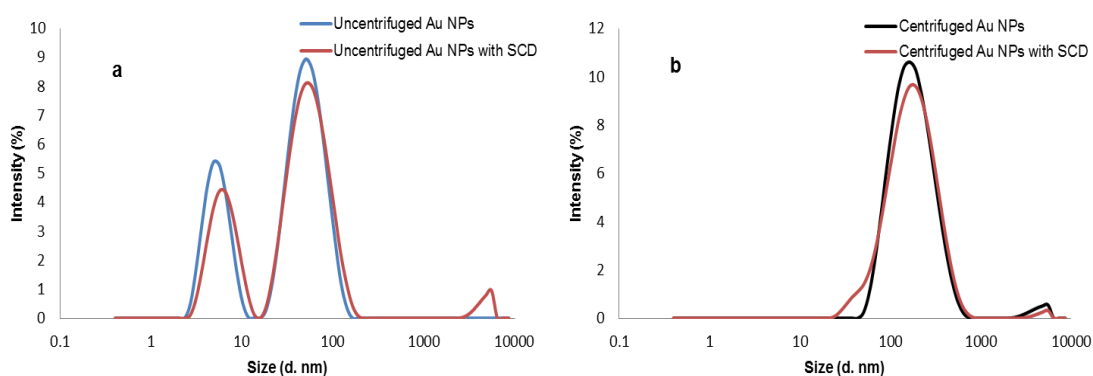 Uncentrifuged Au NPs
Uncentrifuged Au NPs with SCD
a
10
9
8
7
6
5
4
3
2
1
0
Intensity (%)
0.1 1 10 100 1000 10000
Size (d. nm)
Centrifuged Au NPs
Centrifuged Au NPs with SCD
b
12
10
8
6
4
2
0
Intensity (%)
0.1 1 10 100 1000 10000
Size (d. nm)